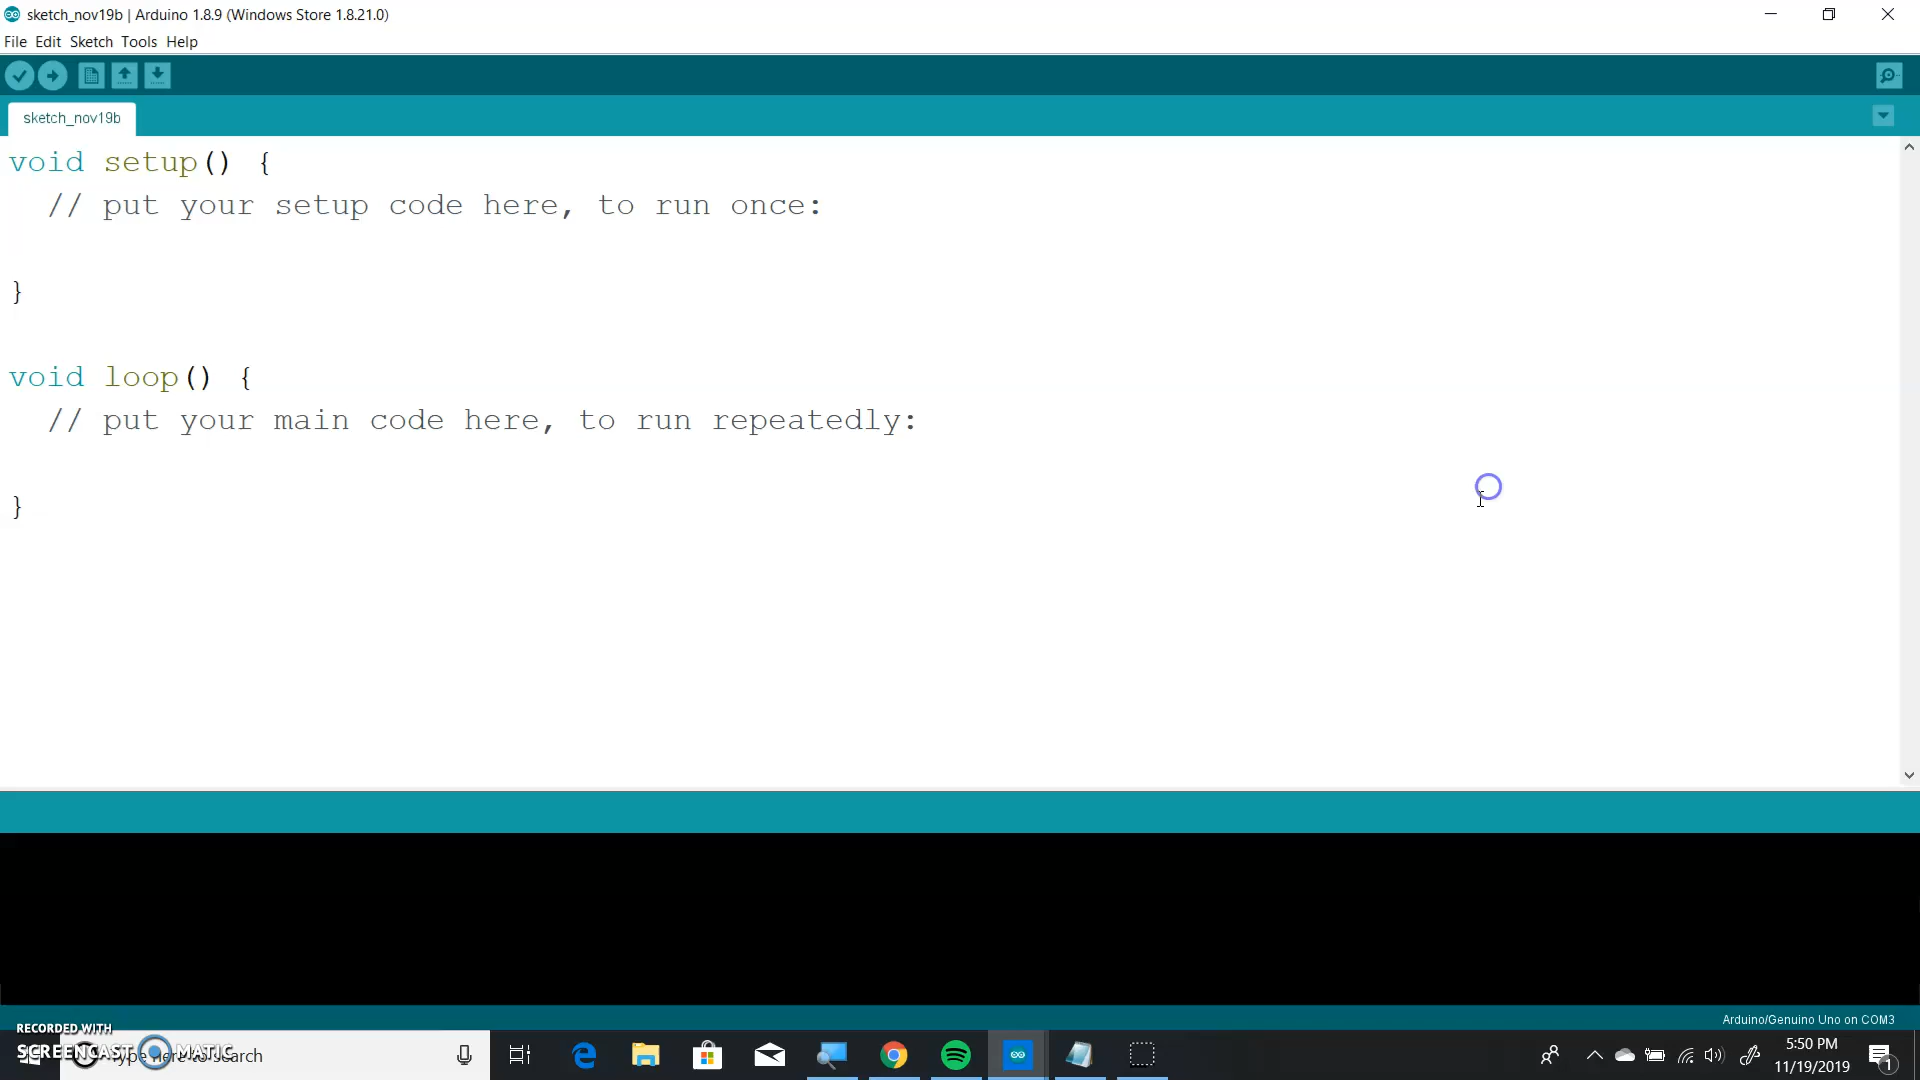 sketch_nov19b | Arduino 1.8.9 (Windows Store 1.8.21.0)
File Edit Sketch Tools Help
sketch_nov19b
void setup() {
  // put your setup code here, to run once:
}
void loop() {
  // put your main code here, to run repeatedly:
}
Arduino/Genuino Uno on COM3
RECORDED WITH
SCREENCAST MATIC
Type here to search
5:50 PM
11/19/2019
1